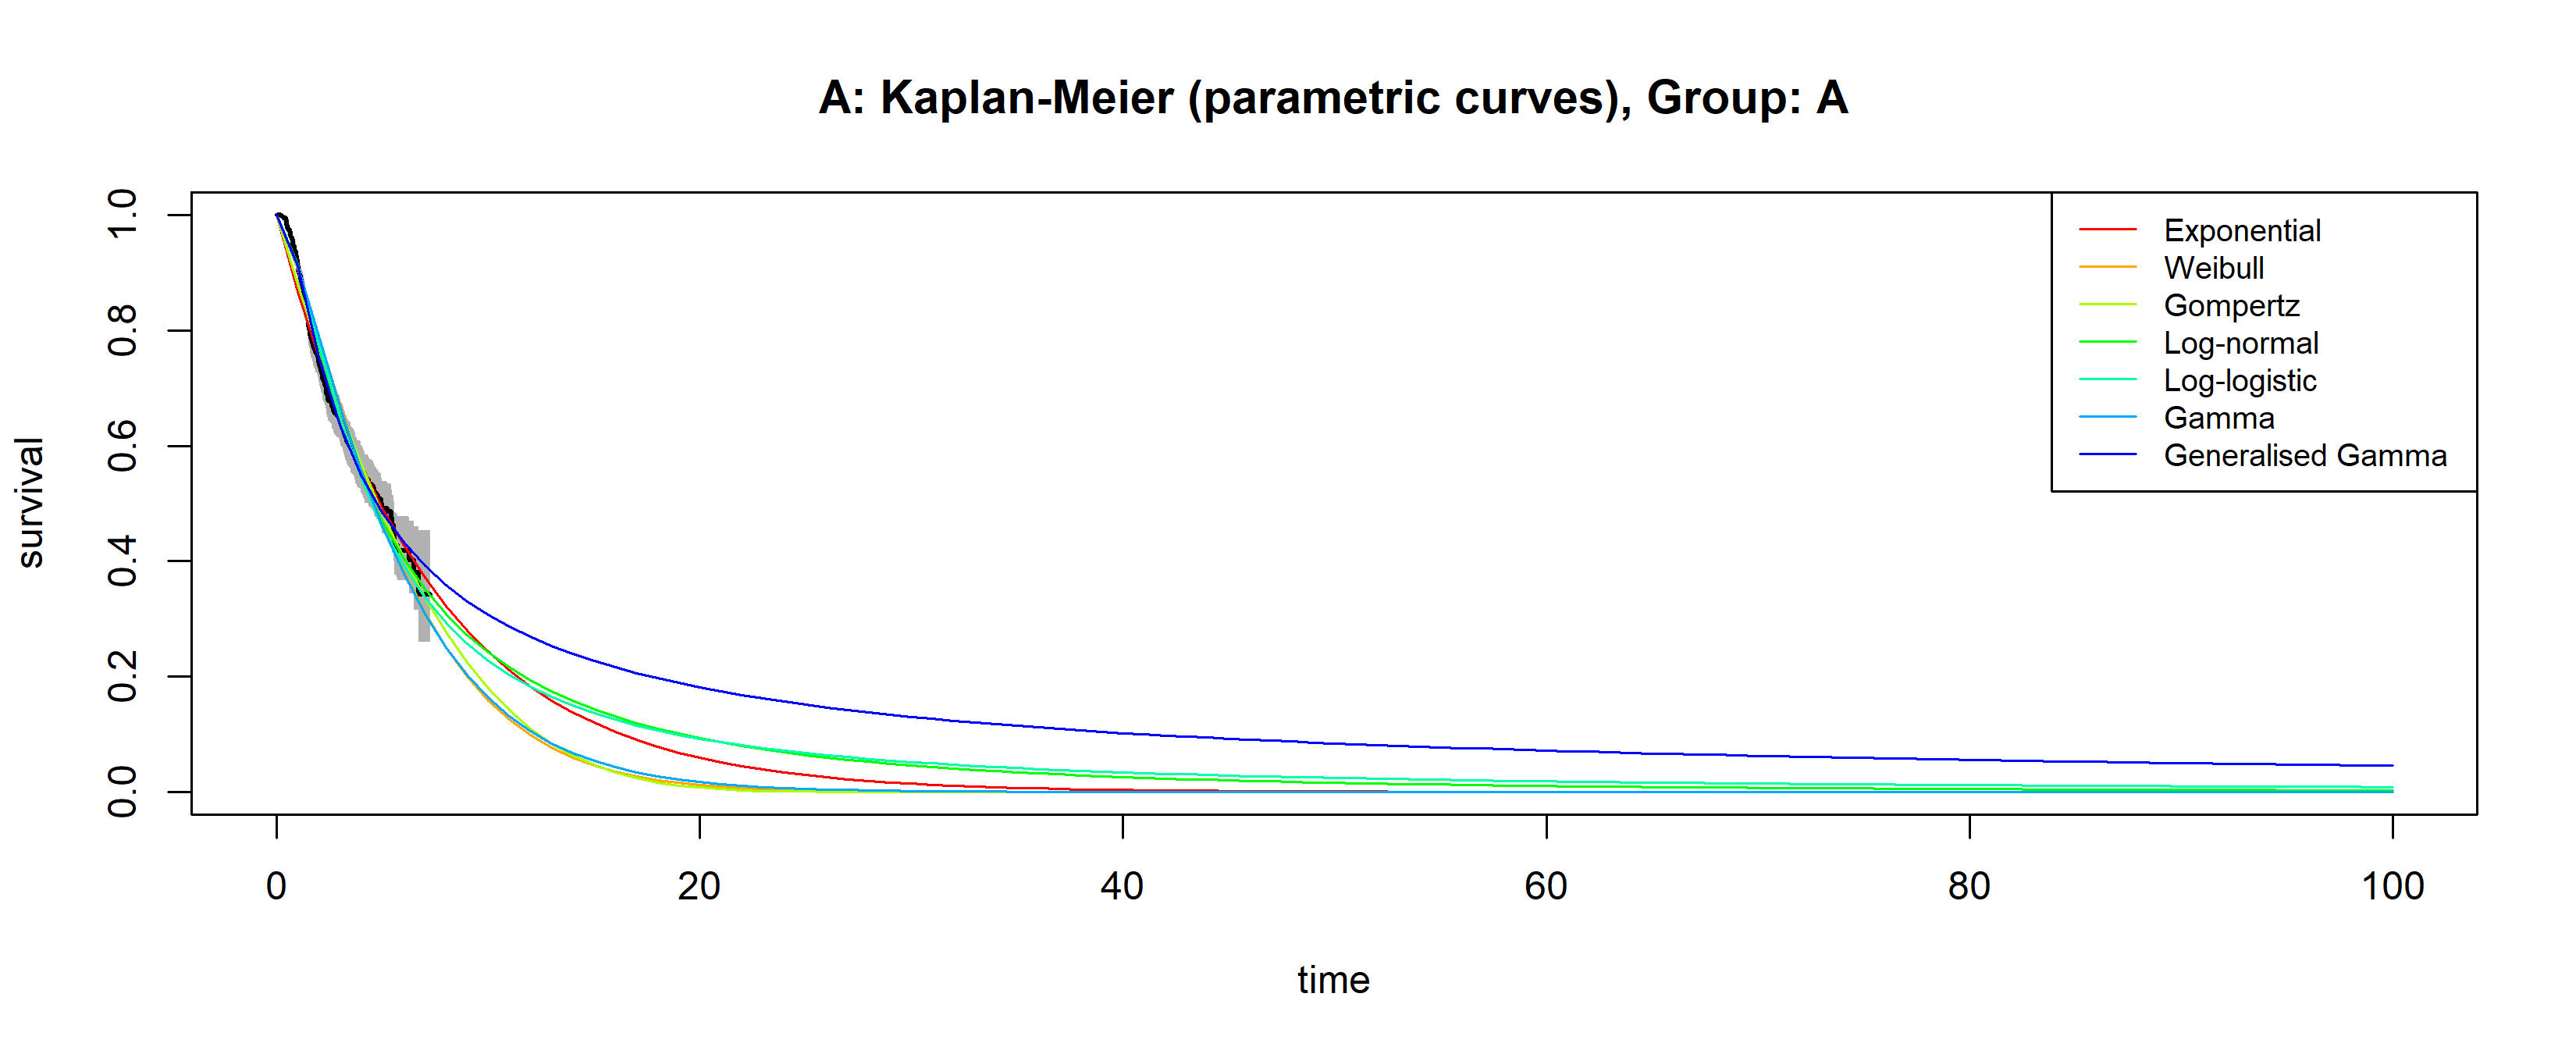 A: Kaplan-Meier (parametric curves), Group: A
Exponential
Weibull
Gompertz
Log-normal
Log-logistic
Gamma
Generalised Gamma
survival
1.0
0.8
0.6
0.4
0.2
0.0
0 20 40 60 80 100
time